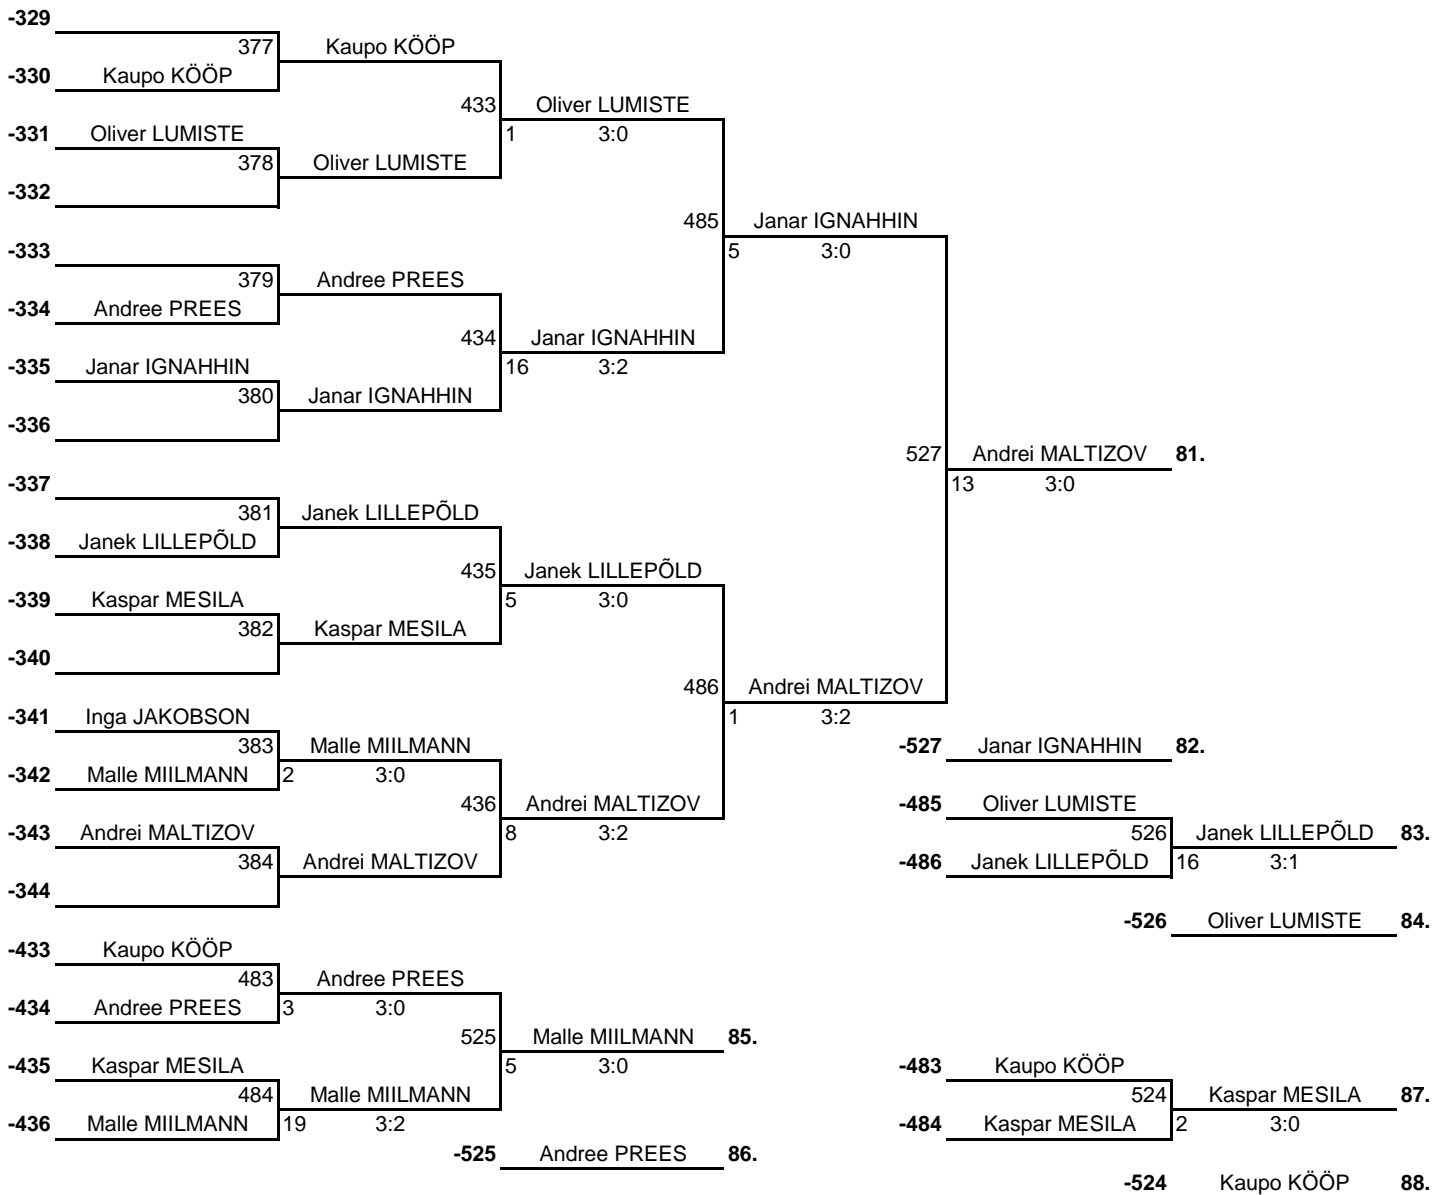 -329
377 Kaupo KÖÖP
-330 Kaupo KÖÖP
433 Oliver LUMISTE
-331 Oliver LUMISTE 1 3:0
378 Oliver LUMISTE
-332
485 Janar IGNAHHIN
-333 5 3:0
379 Andree PREES
-334 Andree PREES
434 Janar IGNAHHIN
-335 Janar IGNAHHIN 16 3:2
380 Janar IGNAHHIN
-336
527 Andrei MALTIZOV 81.
-337 13 3:0
381 Janek LILLEPÕLD
-338 Janek LILLEPÕLD
435 Janek LILLEPÕLD
-339 Kaspar MESILA 5 3:0
382 Kaspar MESILA
-340
486 Andrei MALTIZOV
-341 Inga JAKOBSON 1 3:2
383 Malle MIILMANN -527 Janar IGNAHHIN 82.
-342 Malle MIILMANN 2 3:0
436 Andrei MALTIZOV -485 Oliver LUMISTE
-343 Andrei MALTIZOV 8 3:2 526 Janek LILLEPÕLD 83.
384 Andrei MALTIZOV -486 Janek LILLEPÕLD 16 3:1
-344
-526 Oliver LUMISTE 84.
-433 Kaupo KÖÖP
483 Andree PREES
-434 Andree PREES 3 3:0
525 Malle MIILMANN 85.
-435 Kaspar MESILA 5 3:0 -483 Kaupo KÖÖP
484 Malle MIILMANN 524 Kaspar MESILA 87.
-436 Malle MIILMANN 19 3:2 -484 Kaspar MESILA 2 3:0
-525 Andree PREES 86.
-524 Kaupo KÖÖP 88.